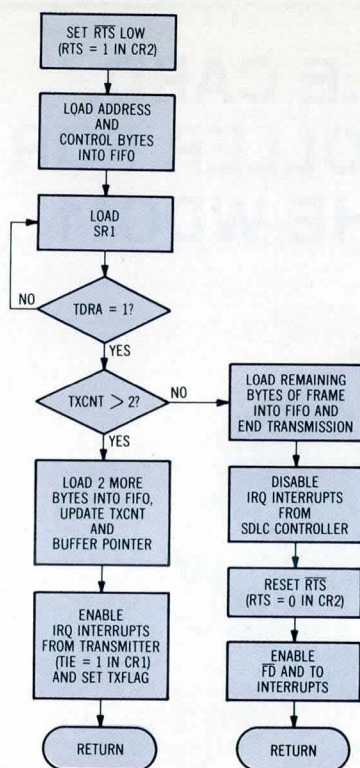 SET RTS LOW
(RTS = 1 IN CR2)
LOAD ADDRESS
AND
CONTROL BYTES
INTO FIFO
LOAD
SR1
NO
TDRA = 1?
YES
TXCNT > 2?
NO
YES
LOAD 2 MORE
BYTES INTO FIFO,
UPDATE TXCNT
AND
BUFFER POINTER
ENABLE
IRQ INTERRUPTS
FROM TRANSMITTER
(TIE = 1 IN CR1)
AND SET TXFLAG
RETURN
LOAD REMAINING
BYTES OF FRAME
INTO FIFO AND
END TRANSMISSION
DISABLE
IRQ INTERRUPTS
FROM
SDLC CONTROLLER
RESET RTS
(RTS = 0 IN CR2)
ENABLE
FD AND TO
INTERRUPTS
RETURN